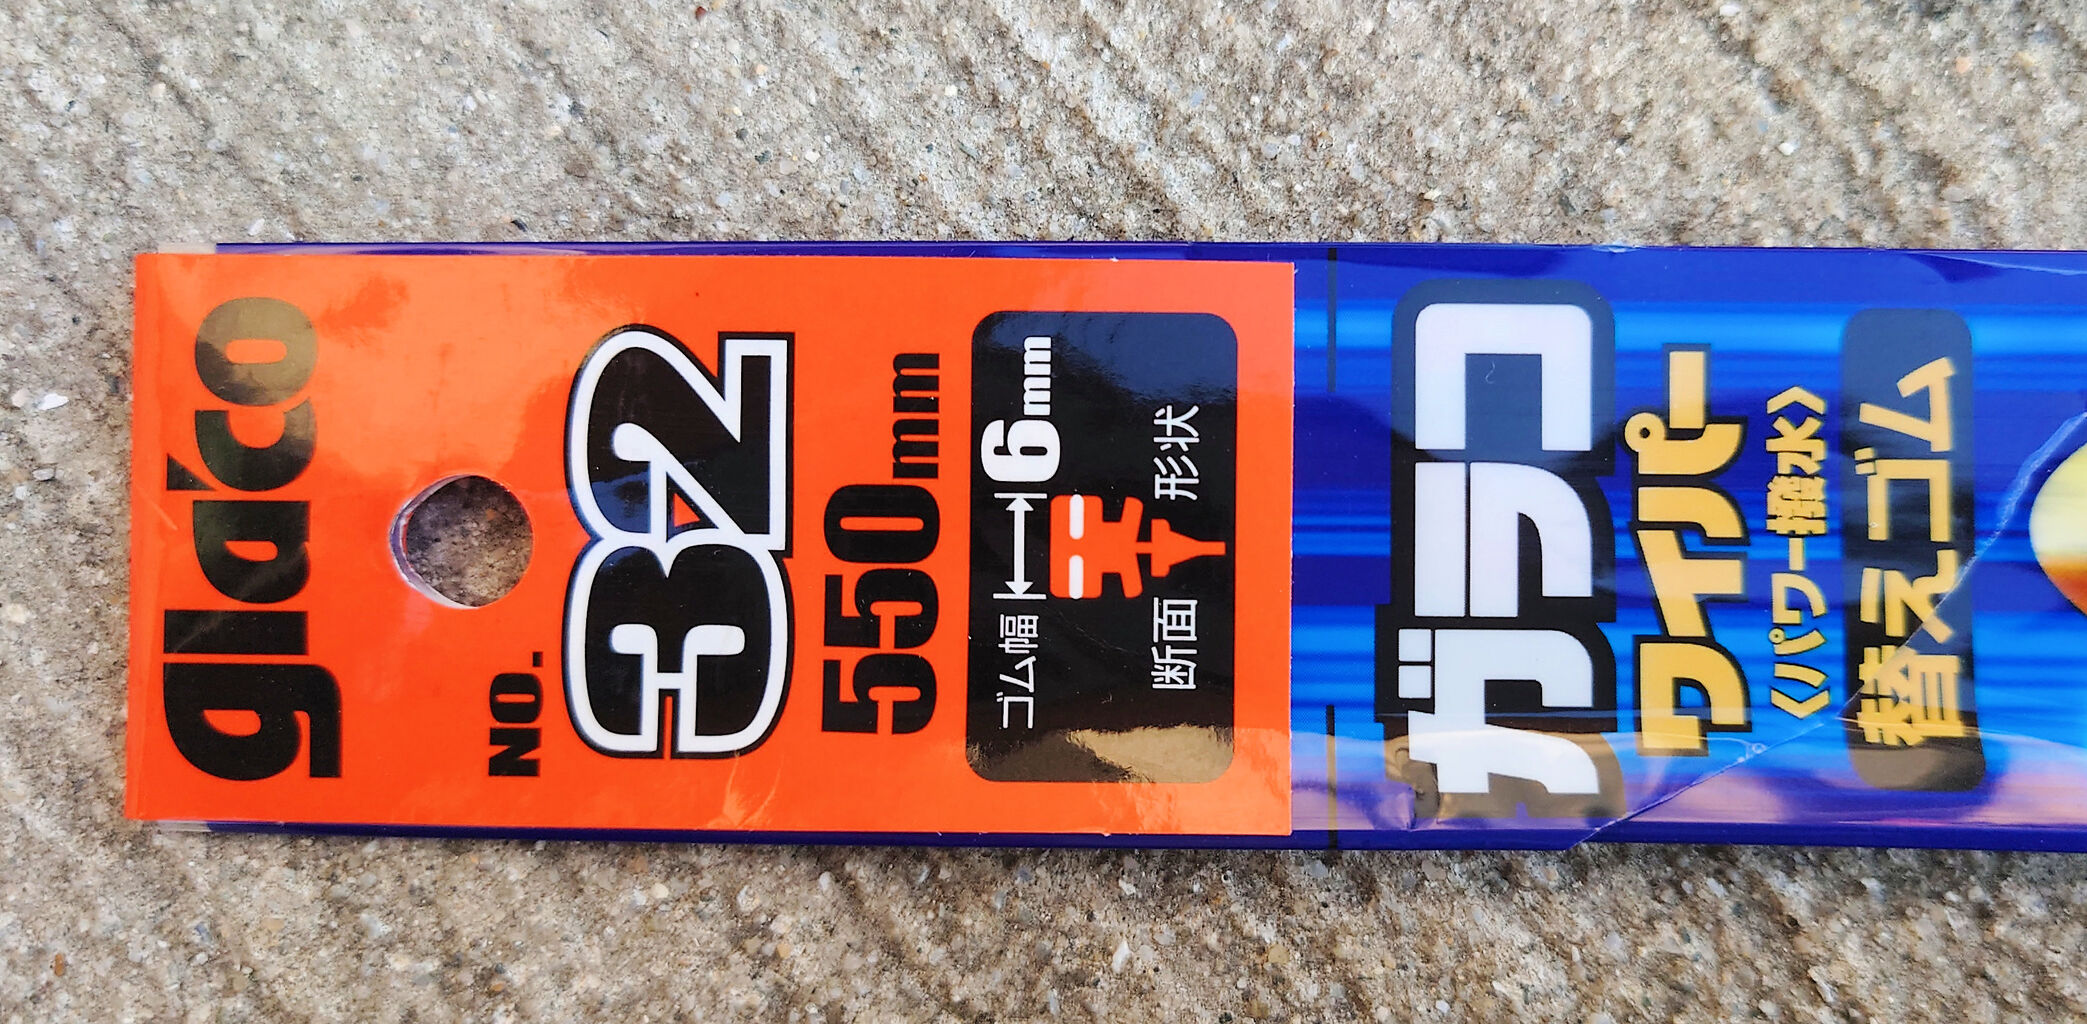 glaco
NO.
32
550mm
ゴム幅 6mm
断面 形状
ガラコ
ワイパー
〈パワー撥水〉
替えゴム